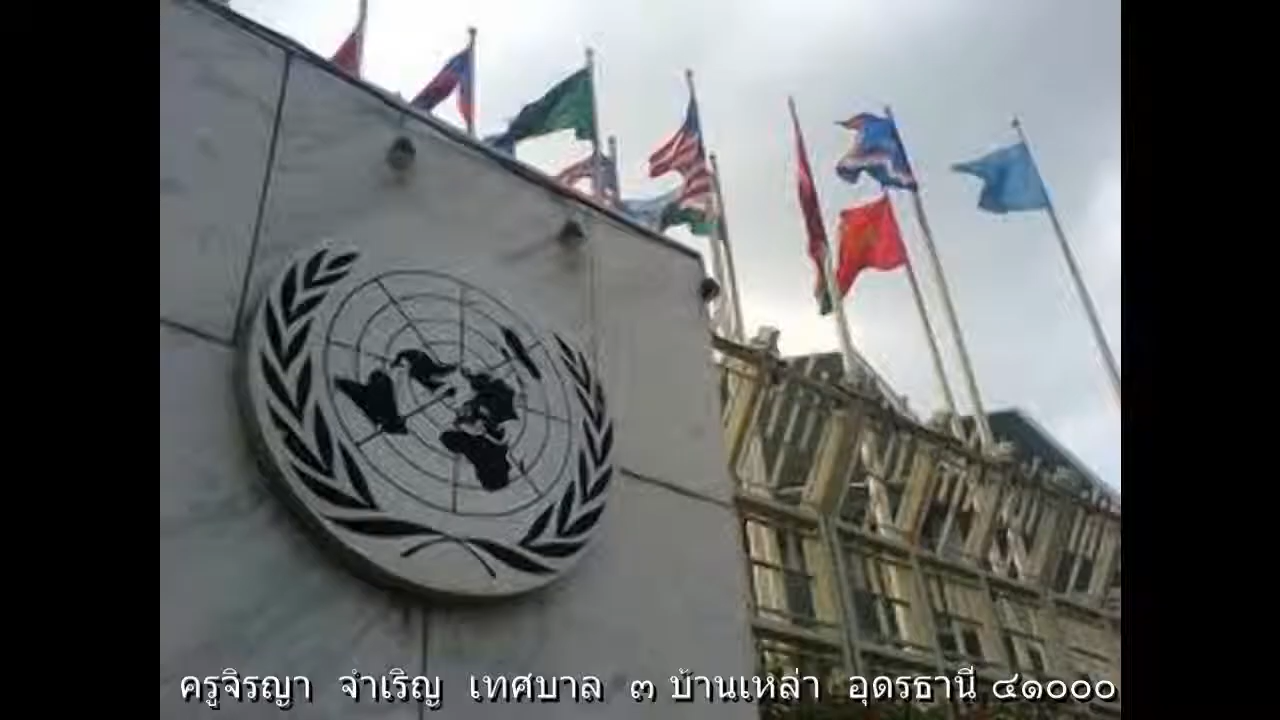 ครูจิรญา จำเริญ เทศบาล ๓ บ้านเหล่า อุดรธานี ๔๑๐๐๐